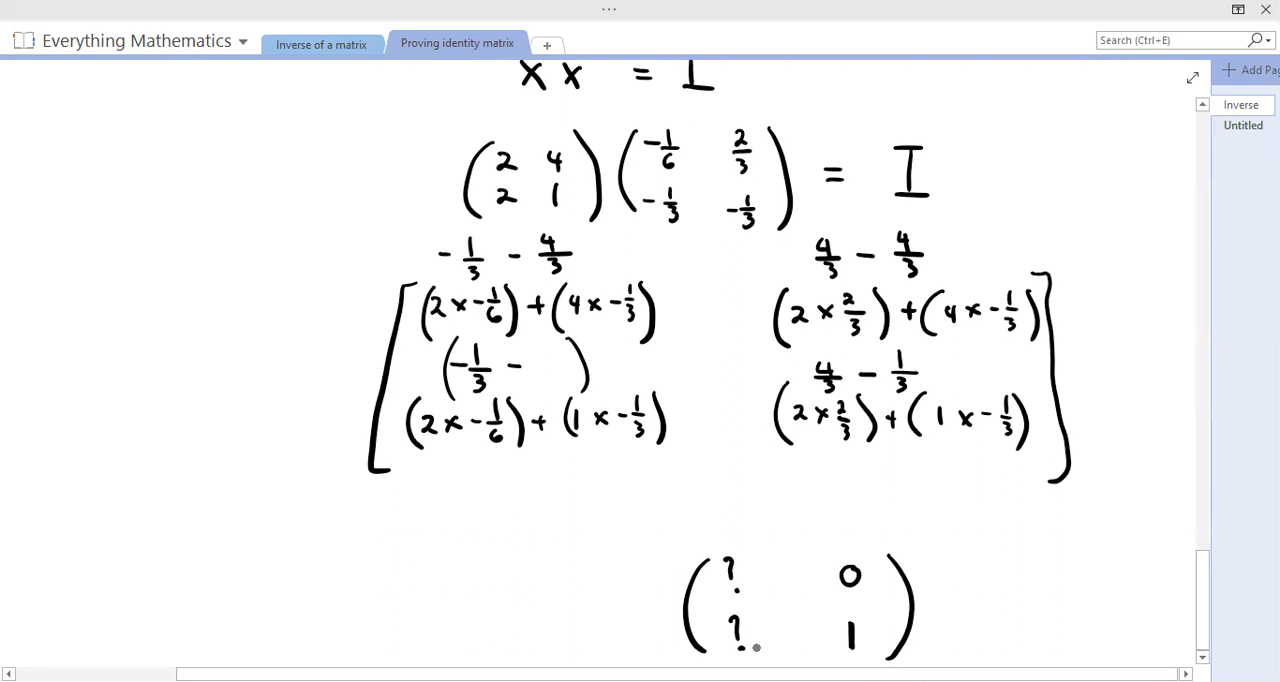 ...
Everything Mathematics
Inverse of a matrix
Proving identity matrix
+
Search (Ctrl+E)
+ Add Pag
Inverse
Untitled
x x = I
(2 4) (-1/6 2/3) = I
(2 1) (-1/3 -1/3)
-1/3 - 4/3 4/3 - 4/3
(2 x -1/6) + (4 x -1/3) (2 x 2/3) + (4 x -1/3)
(-1/3 - ) 4/3 - 1/3
(2 x -1/6) + (1 x -1/3) (2 x 2/3) + (1 x -1/3)
(? 0)
(? 1)